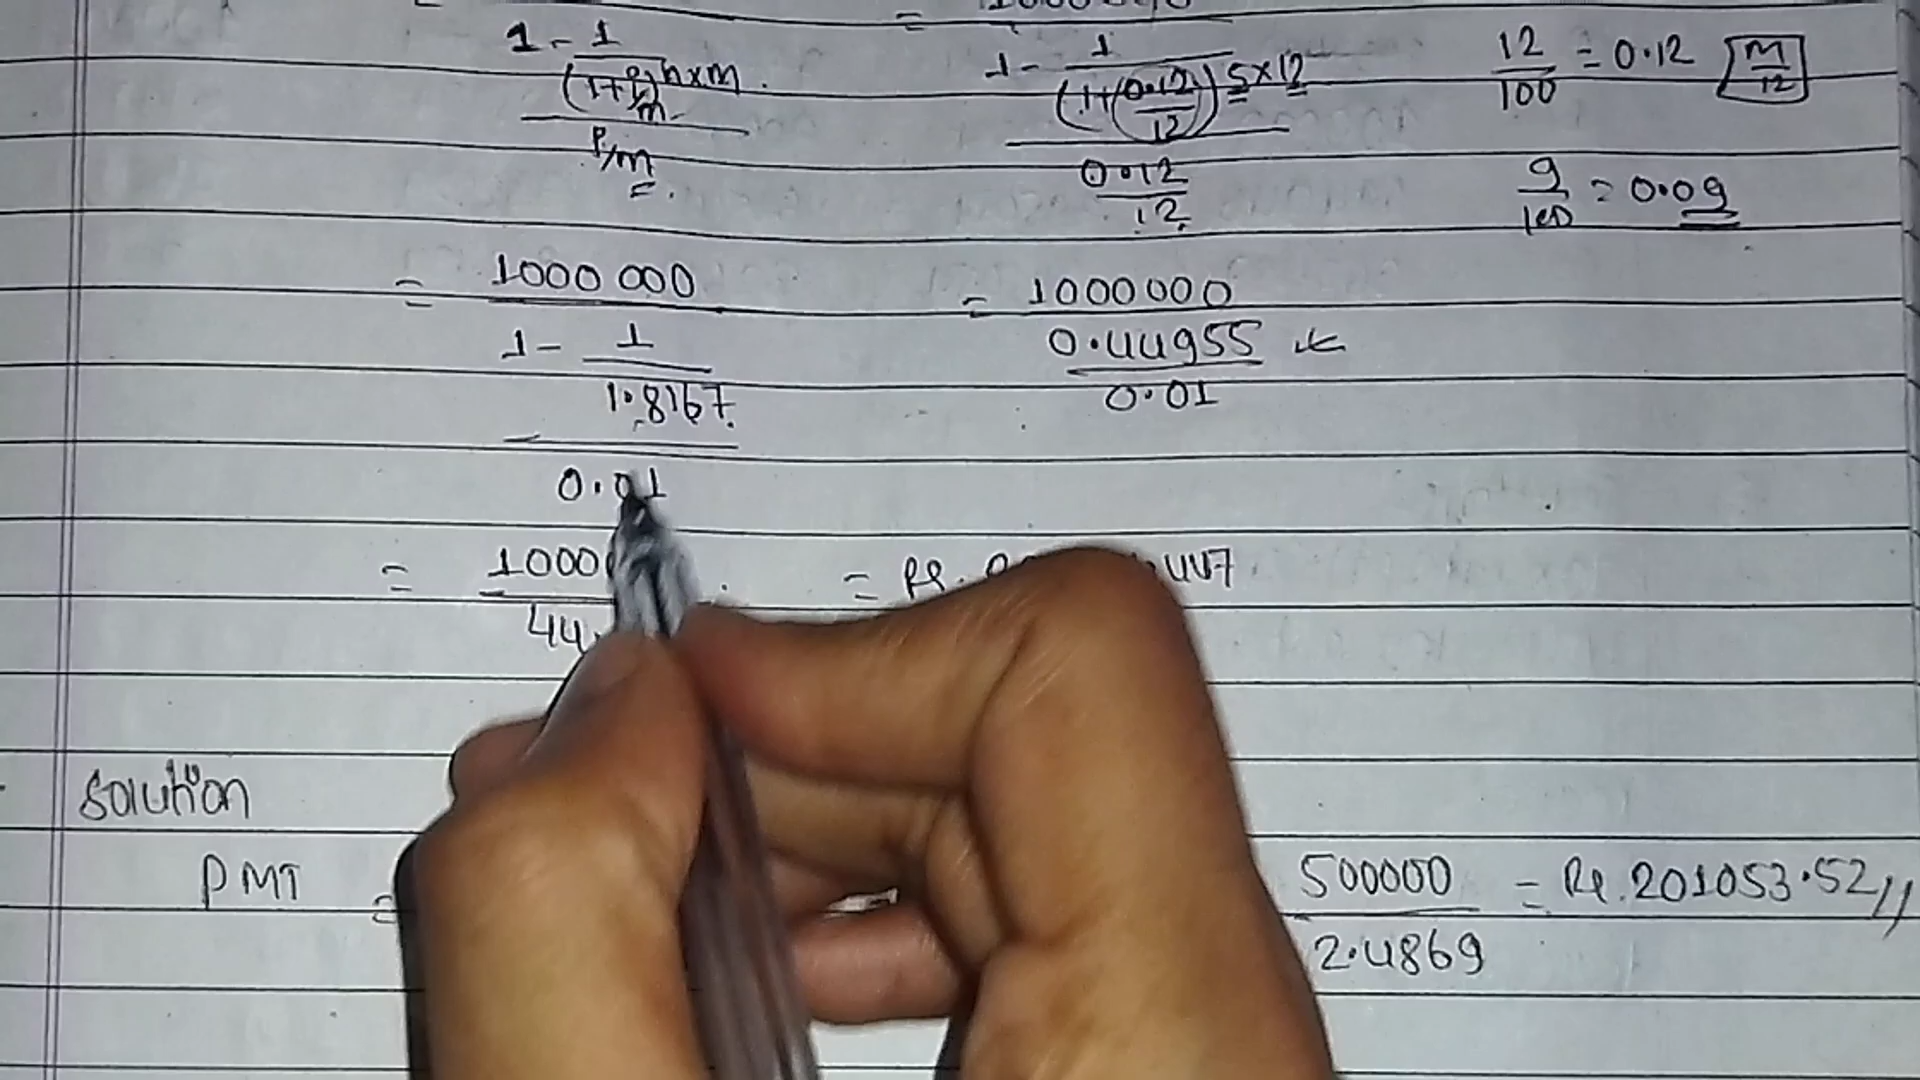 1 - 1 = 12/100 = 0.12 m/12
(1+r/m)n×m 1 - 1
r/m (1+(0.12/12))5×12
0.12/12 9/100 = 0.09
= 1000 000 = 1000000
1 - 1 0.44955
1.8167 0.01
0.01
= 1000 = Rs.
44.
Solution
PMT = 500000 = Rs.201053.52//
2.4869